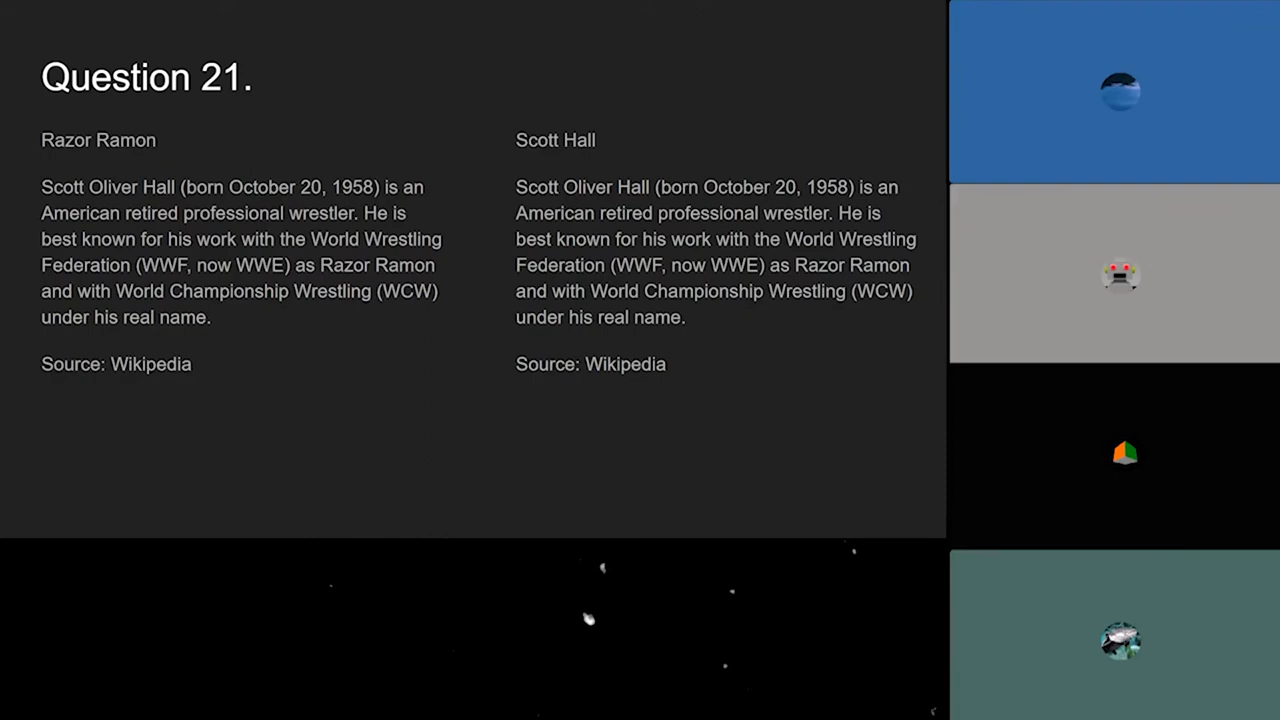 Question 21.
Razor Ramon
Scott Oliver Hall (born October 20, 1958) is an
American retired professional wrestler. He is
best known for his work with the World Wrestling
Federation (WWF, now WWE) as Razor Ramon
and with World Championship Wrestling (WCW)
under his real name.
Source: Wikipedia
Scott Hall
Scott Oliver Hall (born October 20, 1958) is an
American retired professional wrestler. He is
best known for his work with the World Wrestling
Federation (WWF, now WWE) as Razor Ramon
and with World Championship Wrestling (WCW)
under his real name.
Source: Wikipedia